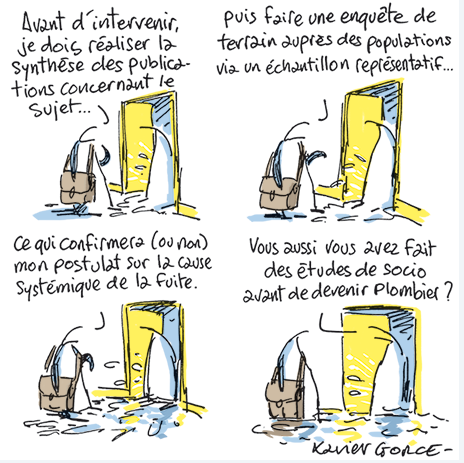 Avant d'intervenir,
je dois réaliser la
synthèse des publica-
tions concernant le
sujet...
puis faire une enquête de
terrain auprès des populations
via un échantillon représentatif...
Ce qui confirmera (ou non)
mon postulat sur la cause
systémique de la fuite.
Vous aussi vous avez fait
des études de socio
avant de devenir plombier ?
Xavier GORCE-